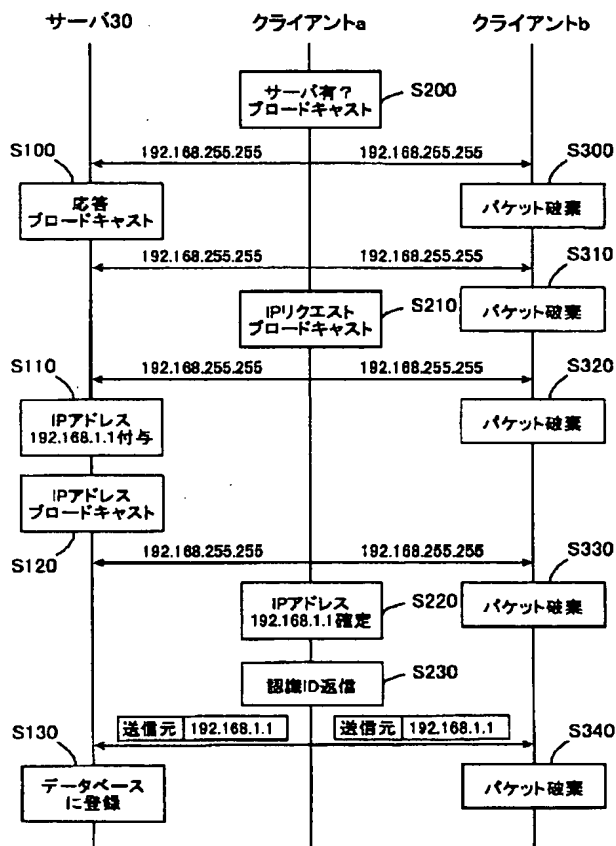 サーバ30
クライアントa
クライアントb
サーバ有？
ブロードキャスト
S200
192.168.255.255
192.168.255.255
S100
応答
ブロードキャスト
S300
パケット破棄
192.168.255.255
192.168.255.255
IPリクエスト
ブロードキャスト
S210
S310
パケット破棄
192.168.255.255
192.168.255.255
S110
IPアドレス
192.168.1.1付与
S320
パケット破棄
IPアドレス
ブロードキャスト
S120
192.168.255.255
192.168.255.255
IPアドレス
192.168.1.1確定
S220
S330
パケット破棄
認識ID返信
S230
送信元 192.168.1.1
送信元 192.168.1.1
S130
データベース
に登録
S340
パケット破棄